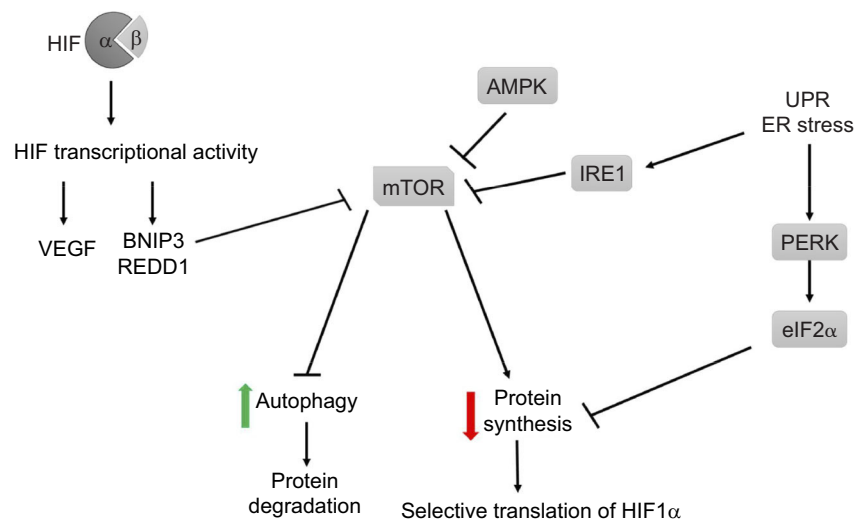 HIF α β
HIF transcriptional activity
VEGF
BNIP3
REDD1
AMPK
mTOR
IRE1
UPR
ER stress
PERK
eIF2α
Autophagy
Protein
degradation
Protein
synthesis
Selective translation of HIF1α